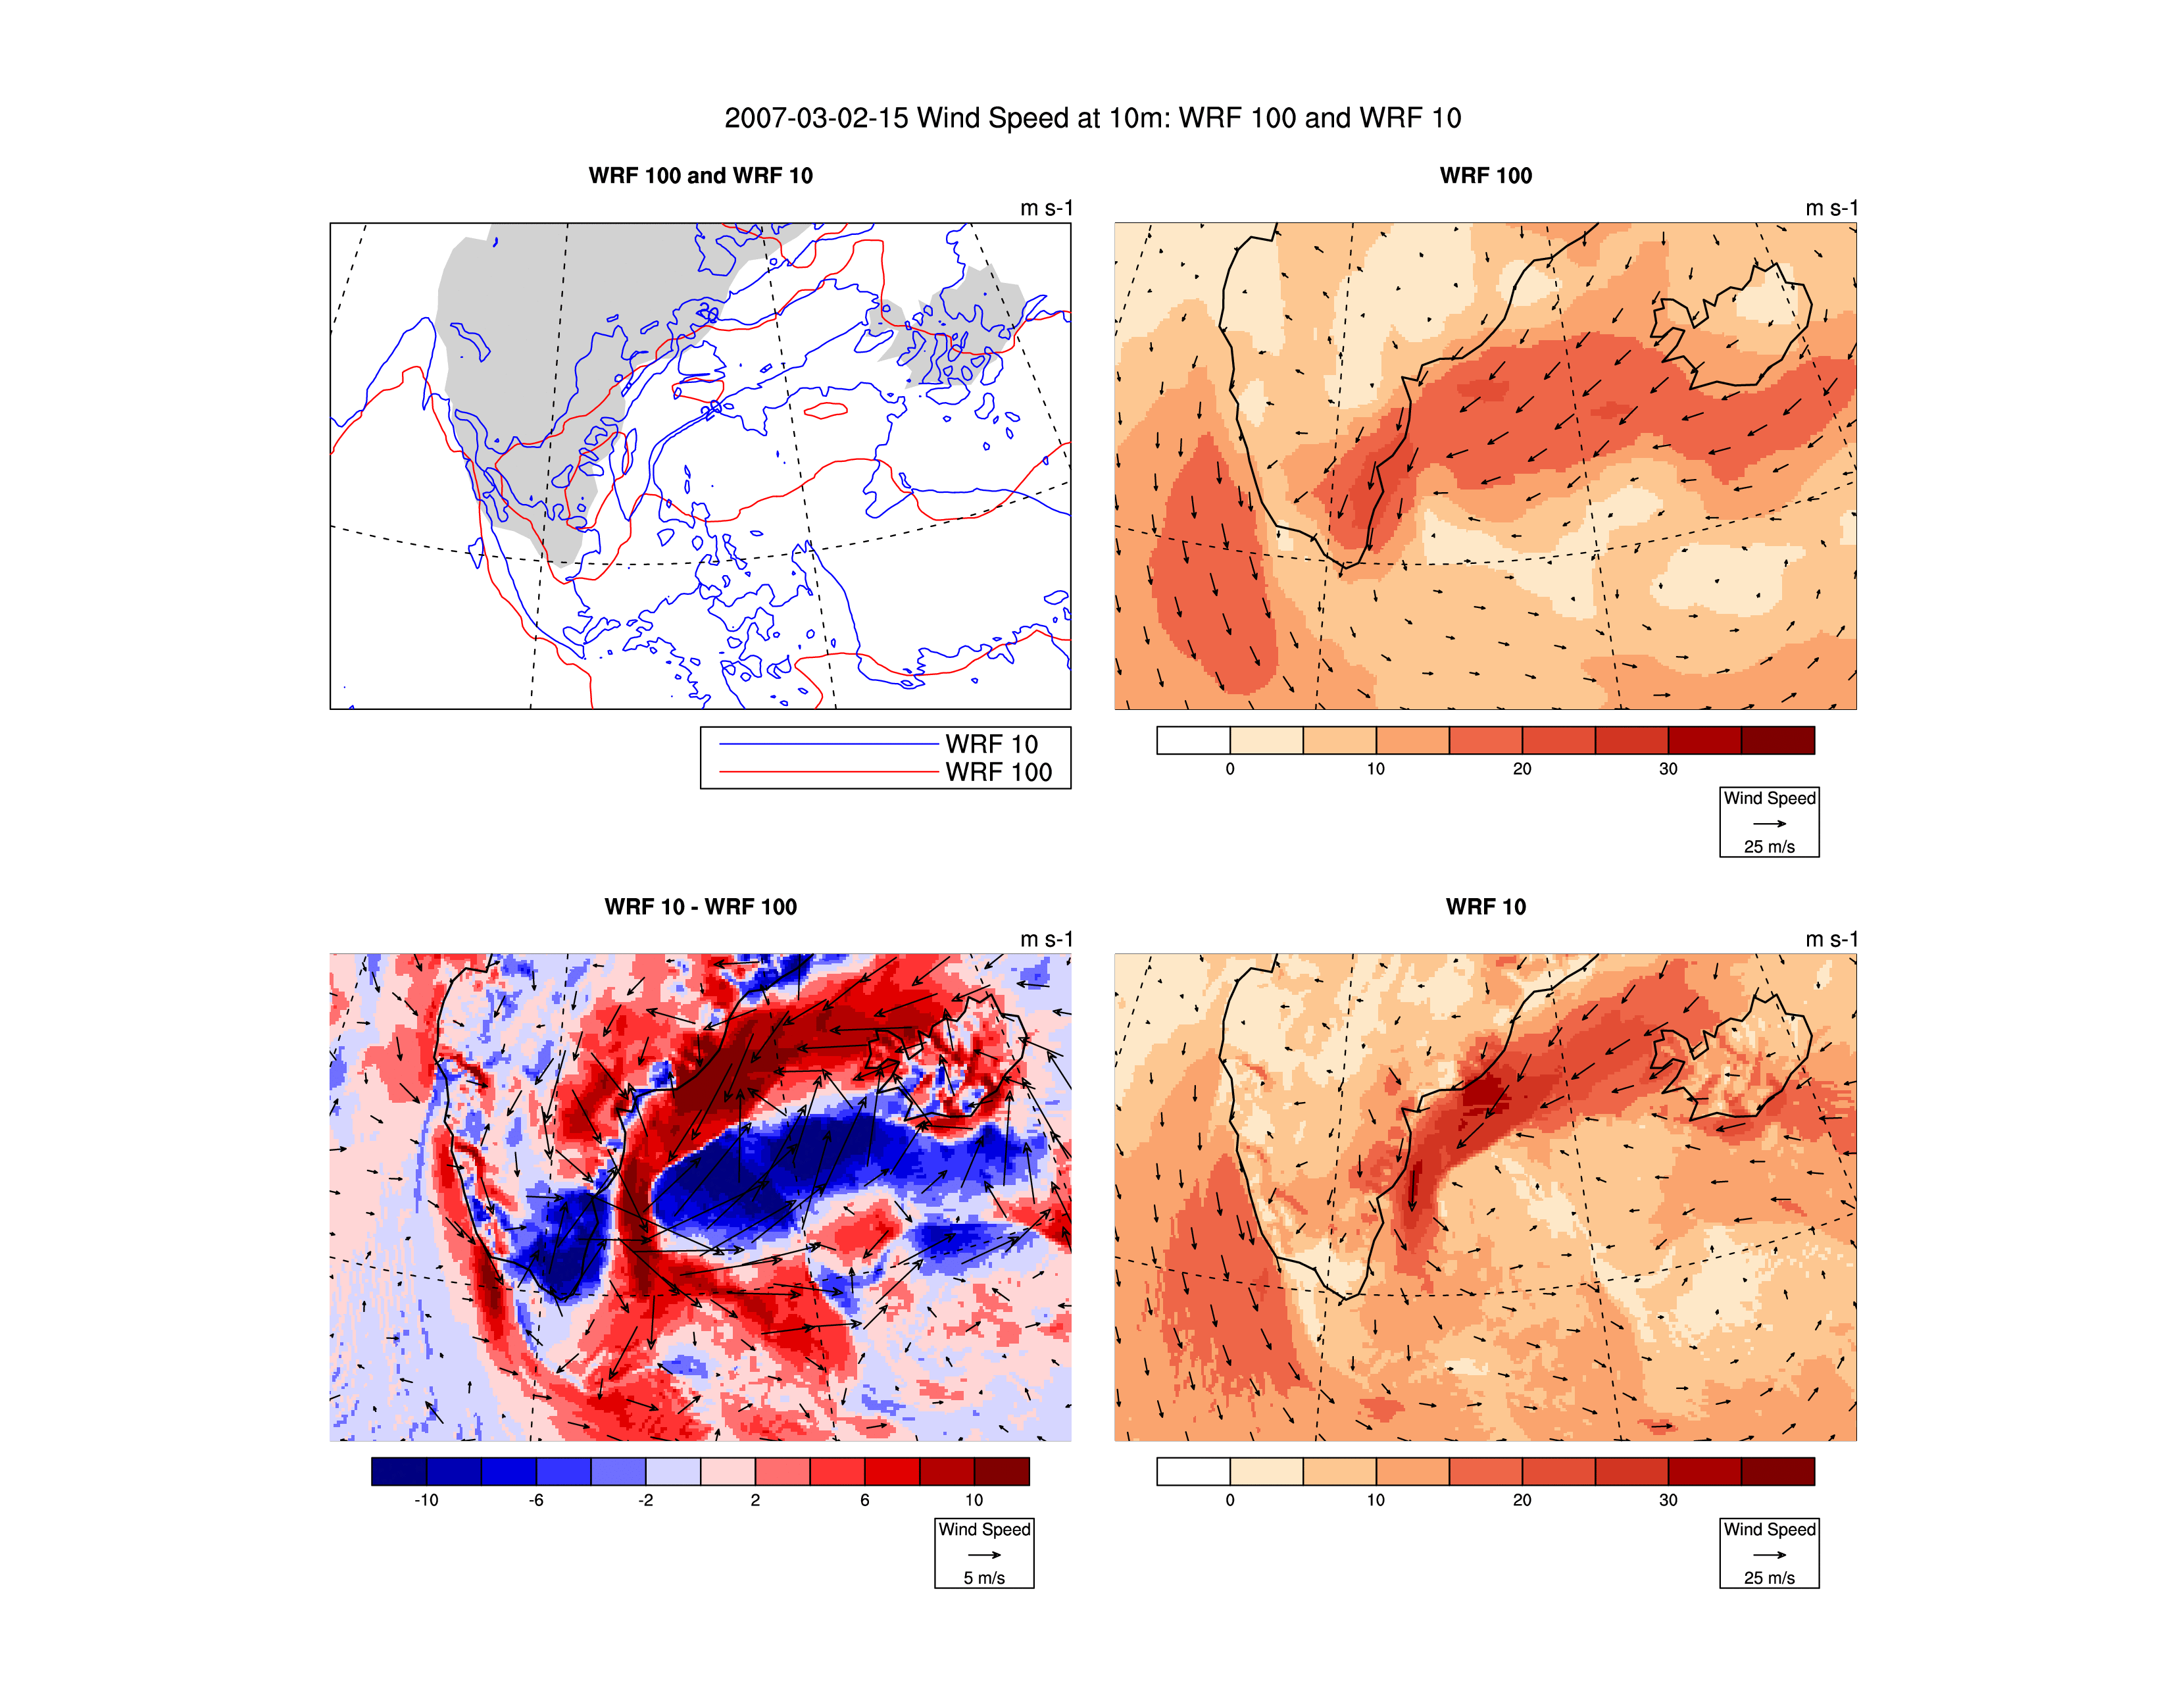 2007-03-02-15 Wind Speed at 10m: WRF 100 and WRF 10
WRF 100 and WRF 10
m s-1
20
20
WRF 10
WRF 100
WRF 100
m s-1
0 10 20 30
Wind Speed
25 m/s
WRF 10 - WRF 100
m s-1
-10 -6 -2 2 6 10
Wind Speed
5 m/s
WRF 10
m s-1
0 10 20 30
Wind Speed
25 m/s